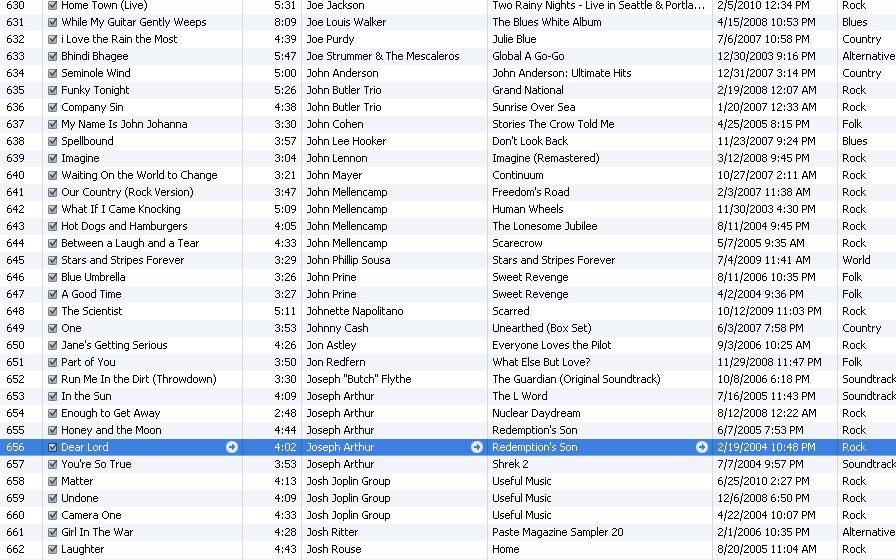 630 Home Town (Live) 5:31 Joe Jackson Two Rainy Nights - Live in Seattle & Portla... 2/5/2010 12:34 PM Rock
631 While My Guitar Gently Weeps 8:09 Joe Louis Walker The Blues White Album 4/15/2008 10:53 PM Blues
632 i Love the Rain the Most 4:39 Joe Purdy Julie Blue 7/6/2007 10:58 PM Country
633 Bhindi Bhagee 5:47 Joe Strummer & The Mescaleros Global A Go-Go 12/30/2003 9:16 PM Alternative
634 Seminole Wind 5:00 John Anderson John Anderson: Ultimate Hits 12/31/2007 3:14 PM Country
635 Funky Tonight 5:26 John Butler Trio Grand National 2/19/2008 12:07 AM Rock
636 Company Sin 4:38 John Butler Trio Sunrise Over Sea 1/20/2007 12:33 AM Rock
637 My Name Is John Johanna 3:30 John Cohen Stories The Crow Told Me 4/25/2005 8:15 PM Folk
638 Spellbound 3:57 John Lee Hooker Don't Look Back 11/23/2007 9:24 PM Blues
639 Imagine 3:04 John Lennon Imagine (Remastered) 3/12/2008 9:45 PM Rock
640 Waiting On the World to Change 3:21 John Mayer Continuum 10/27/2007 2:11 AM Rock
641 Our Country (Rock Version) 3:47 John Mellencamp Freedom's Road 2/3/2007 11:38 AM Rock
642 What If I Came Knocking 5:09 John Mellencamp Human Wheels 11/30/2003 4:30 PM Rock
643 Hot Dogs and Hamburgers 4:05 John Mellencamp The Lonesome Jubilee 8/11/2004 9:45 PM Rock
644 Between a Laugh and a Tear 4:33 John Mellencamp Scarecrow 5/7/2005 9:35 AM Rock
645 Stars and Stripes Forever 3:29 John Phillip Sousa Stars and Stripes Forever 7/4/2009 11:41 AM World
646 Blue Umbrella 3:26 John Prine Sweet Revenge 8/11/2006 10:35 PM Folk
647 A Good Time 3:27 John Prine Sweet Revenge 4/2/2004 9:36 PM Folk
648 The Scientist 5:11 Johnette Napolitano Scarred 10/12/2009 11:03 PM Rock
649 One 3:53 Johnny Cash Unearthed (Box Set) 6/3/2007 7:58 PM Country
650 Jane's Getting Serious 4:26 Jon Astley Everyone Loves the Pilot 9/3/2006 10:25 AM Rock
651 Part of You 3:50 Jon Redfern What Else But Love? 11/29/2008 11:47 PM Folk
652 Run Me In the Dirt (Throwdown) 3:30 Joseph "Butch" Flythe The Guardian (Original Soundtrack) 10/8/2006 6:18 PM Soundtrack
653 In the Sun 4:09 Joseph Arthur The L Word 7/16/2005 11:43 PM Soundtrack
654 Enough to Get Away 2:48 Joseph Arthur Nuclear Daydream 8/12/2008 12:22 AM Rock
655 Honey and the Moon 4:44 Joseph Arthur Redemption's Son 6/7/2005 7:53 PM Rock
656 Dear Lord 4:02 Joseph Arthur Redemption's Son 2/19/2004 10:48 PM Rock
657 You're So True 3:53 Joseph Arthur Shrek 2 7/7/2004 9:57 PM Soundtrack
658 Matter 4:13 Josh Joplin Group Useful Music 6/25/2010 2:27 PM Rock
659 Undone 4:09 Josh Joplin Group Useful Music 12/6/2008 6:50 PM Rock
660 Camera One 4:33 Josh Joplin Group Useful Music 4/22/2004 10:07 PM Rock
661 Girl In The War 4:28 Josh Ritter Paste Magazine Sampler 20 2/1/2006 10:35 PM Alternative
662 Laughter 4:43 Josh Rouse Home 8/20/2005 11:04 AM Rock